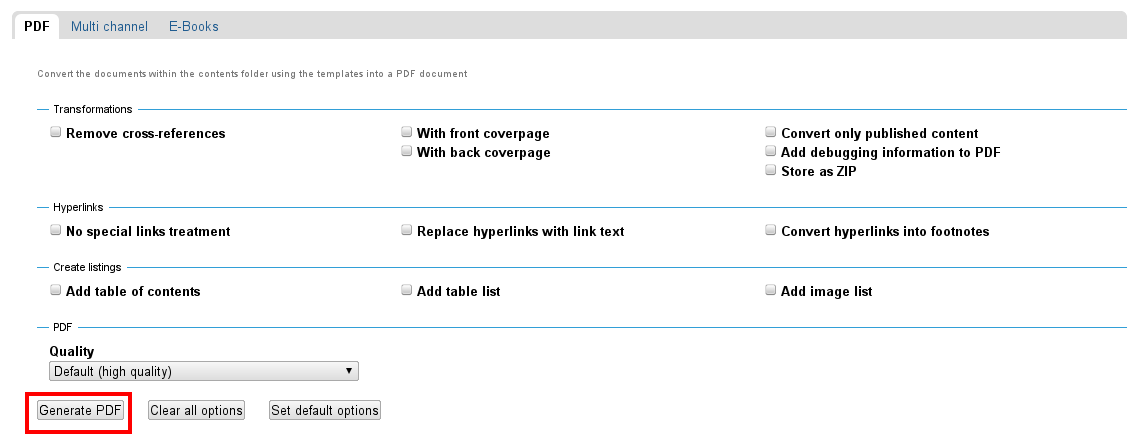 PDF Multi channel E-Books
Convert the documents within the contents folder using the templates into a PDF document
Transformations
Remove cross-references With front coverpage Convert only published content
With back coverpage Add debugging information to PDF
Store as ZIP
Hyperlinks
No special links treatment Replace hyperlinks with link text Convert hyperlinks into footnotes
Create listings
Add table of contents Add table list Add image list
PDF
Quality
Default (high quality)
Generate PDF Clear all options Set default options